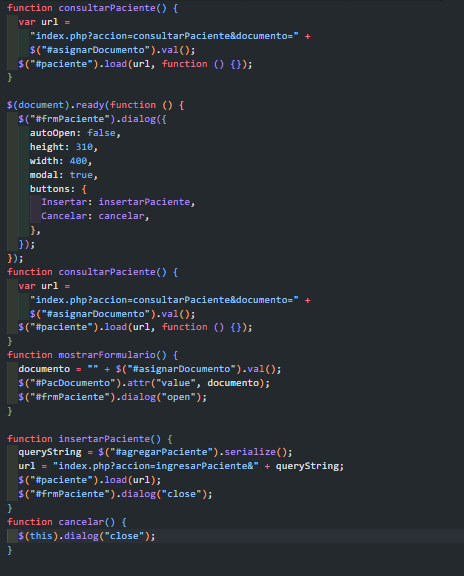 function consultarPaciente() {
  var url =
    "index.php?accion=consultarPaciente&documento=" +
    $("#asignarDocumento").val();
  $("#paciente").load(url, function () {});
}

$(document).ready(function () {
  $("#frmPaciente").dialog({
    autoOpen: false,
    height: 310,
    width: 400,
    modal: true,
    buttons: {
      Insertar: insertarPaciente,
      Cancelar: cancelar,
    },
  });
});
function consultarPaciente() {
  var url =
    "index.php?accion=consultarPaciente&documento=" +
    $("#asignarDocumento").val();
  $("#paciente").load(url, function () {});
}
function mostrarFormulario() {
  documento = "" + $("#asignarDocumento").val();
  $("#PacDocumento").attr("value", documento);
  $("#frmPaciente").dialog("open");
}

function insertarPaciente() {
  queryString = $("#agregarPaciente").serialize();
  url = "index.php?accion=ingresarPaciente&" + queryString;
  $("#paciente").load(url);
  $("#frmPaciente").dialog("close");
}
function cancelar() {
  $(this).dialog("close");
}